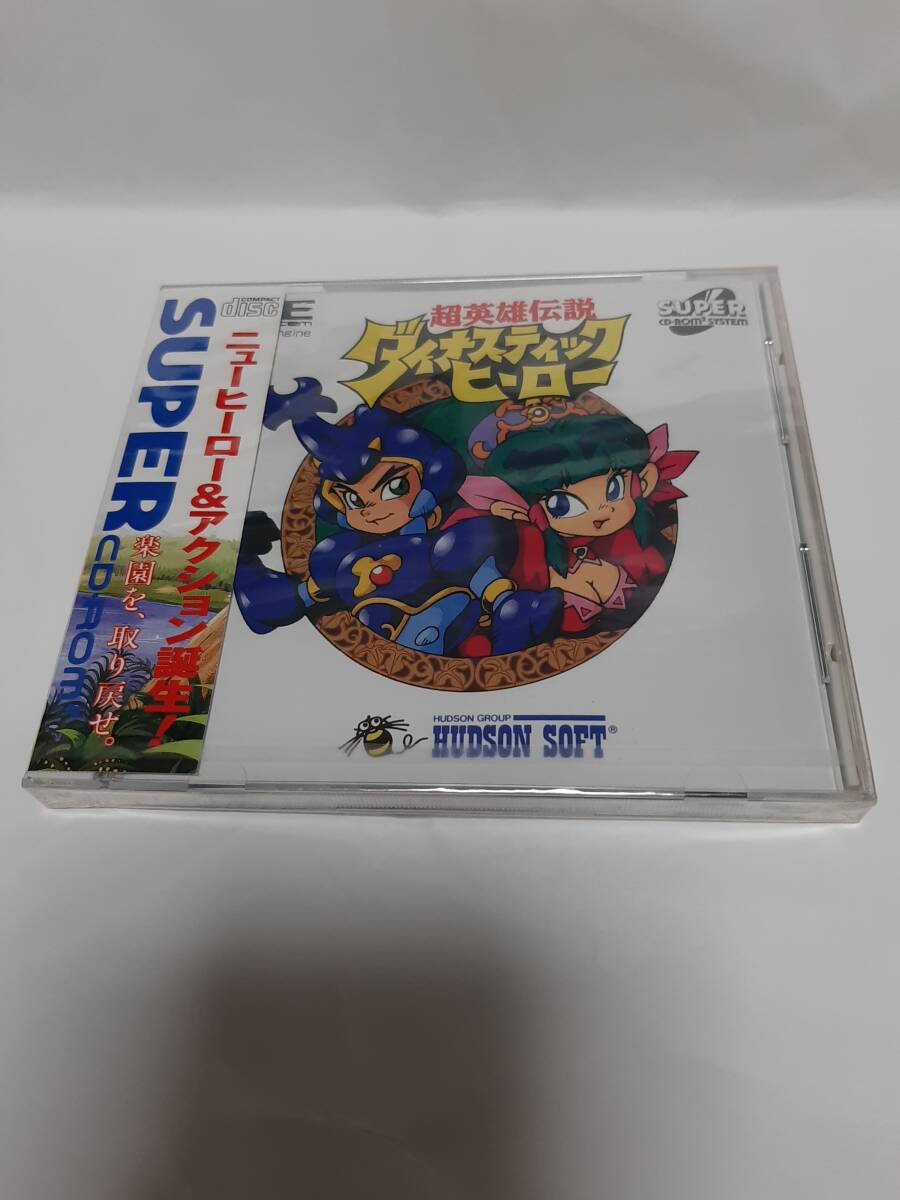 COMPACT
disc
SUPER
CD-ROM²
ニューヒーロー&アクション誕生!
楽園を、取り戻せ。
超英雄伝説
ダイナスティック
ヒーロー
SUPER
CD-ROM² SYSTEM
HUDSON GROUP
HUDSON SOFT®